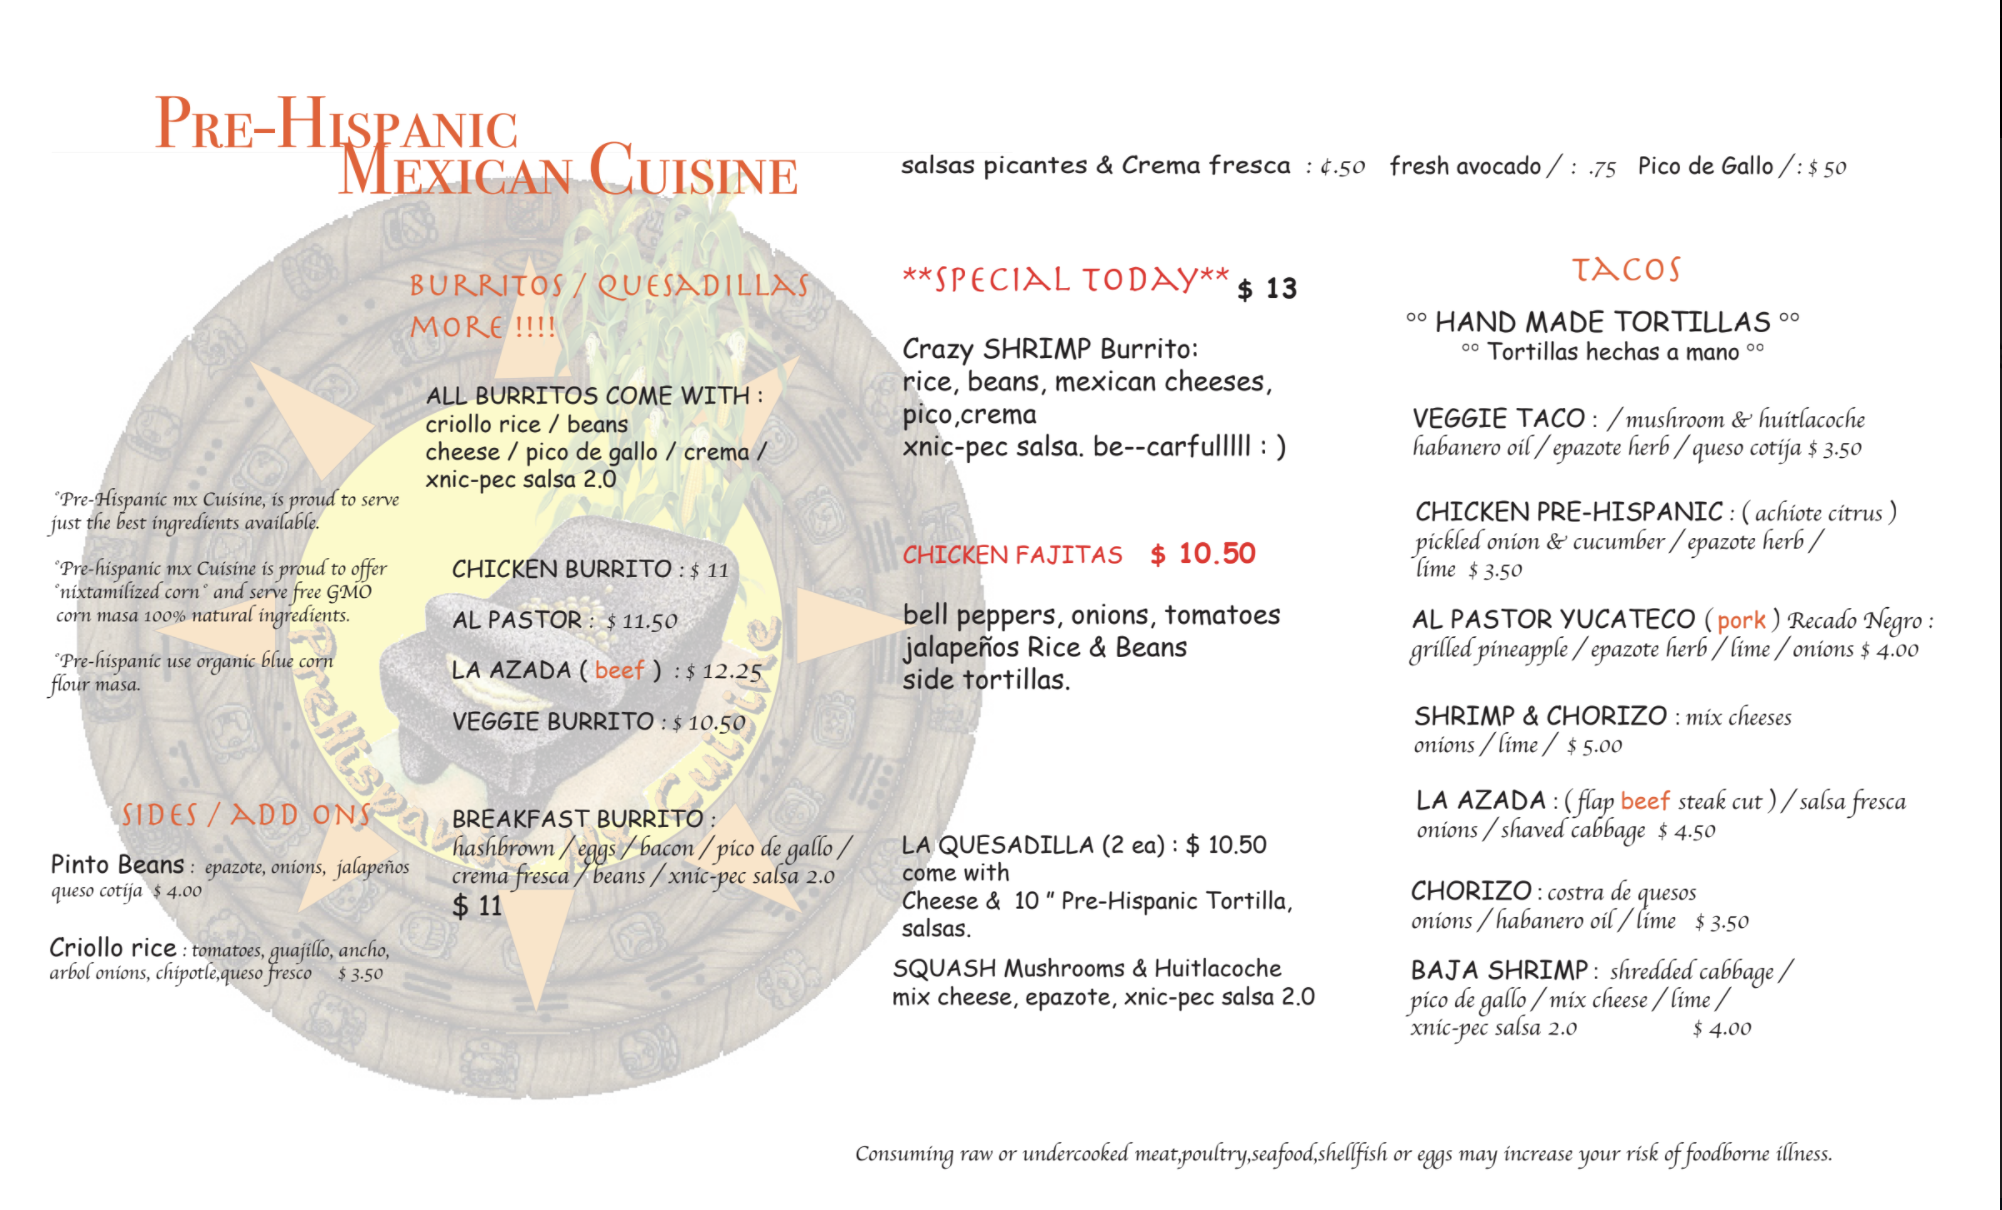 PRE-HISPANIC
MEXICAN CUISINE
salsas picantes & Crema fresca : ¢.50 fresh avocado / : .75 Pico de Gallo /: $ 50
BURRITOS / QUESADILLAS
MORE !!!!
ALL BURRITOS COME WITH :
criollo rice / beans
cheese / pico de gallo / crema /
xnic-pec salsa 2.0
°Pre-Hispanic mx Cuisine, is proud to serve
just the best ingredients available.
°Pre-hispanic mx Cuisine is proud to offer
°nixtamilized corn° and serve free GMO
corn masa 100% natural ingredients.
°Pre-hispanic use organic blue corn
flour masa.
CHICKEN BURRITO : $ 11
AL PASTOR : $ 11.50
LA AZADA ( beef ) : $ 12.25
VEGGIE BURRITO : $ 10.50
PreHispanic Mx Cuisine
SIDES / ADD ONS
Pinto Beans : epazote, onions, jalapeños
queso cotija $ 4.00
Criollo rice : tomatoes, guajillo, ancho,
arbol onions, chipotle,queso fresco $ 3.50
BREAKFAST BURRITO :
hashbrown / eggs / bacon / pico de gallo /
crema fresca / beans / xnic-pec salsa 2.0
$ 11
**SPECIAL TODAY** $ 13
Crazy SHRIMP Burrito:
rice, beans, mexican cheeses,
pico,crema
xnic-pec salsa. be--carfulllll : )
CHICKEN FAJITAS $ 10.50
bell peppers, onions, tomatoes
jalapeños Rice & Beans
side tortillas.
LA QUESADILLA (2 ea) : $ 10.50
come with
Cheese & 10 " Pre-Hispanic Tortilla,
salsas.
SQUASH Mushrooms & Huitlacoche
mix cheese, epazote, xnic-pec salsa 2.0
TACOS
°° HAND MADE TORTILLAS °°
°° Tortillas hechas a mano °°
VEGGIE TACO : / mushroom & huitlacoche
habanero oil / epazote herb / queso cotija $ 3.50
CHICKEN PRE-HISPANIC : ( achiote citrus )
pickled onion & cucumber / epazote herb /
lime $ 3.50
AL PASTOR YUCATECO ( pork ) Recado Negro :
grilled pineapple / epazote herb / lime / onions $ 4.00
SHRIMP & CHORIZO : mix cheeses
onions / lime / $ 5.00
LA AZADA : ( flap beef steak cut ) / salsa fresca
onions / shaved cabbage $ 4.50
CHORIZO : costra de quesos
onions / habanero oil / lime $ 3.50
BAJA SHRIMP : shredded cabbage /
pico de gallo / mix cheese / lime /
xnic-pec salsa 2.0 $ 4.00
Consuming raw or undercooked meat,poultry,seafood,shellfish or eggs may increase your risk of foodborne illness.